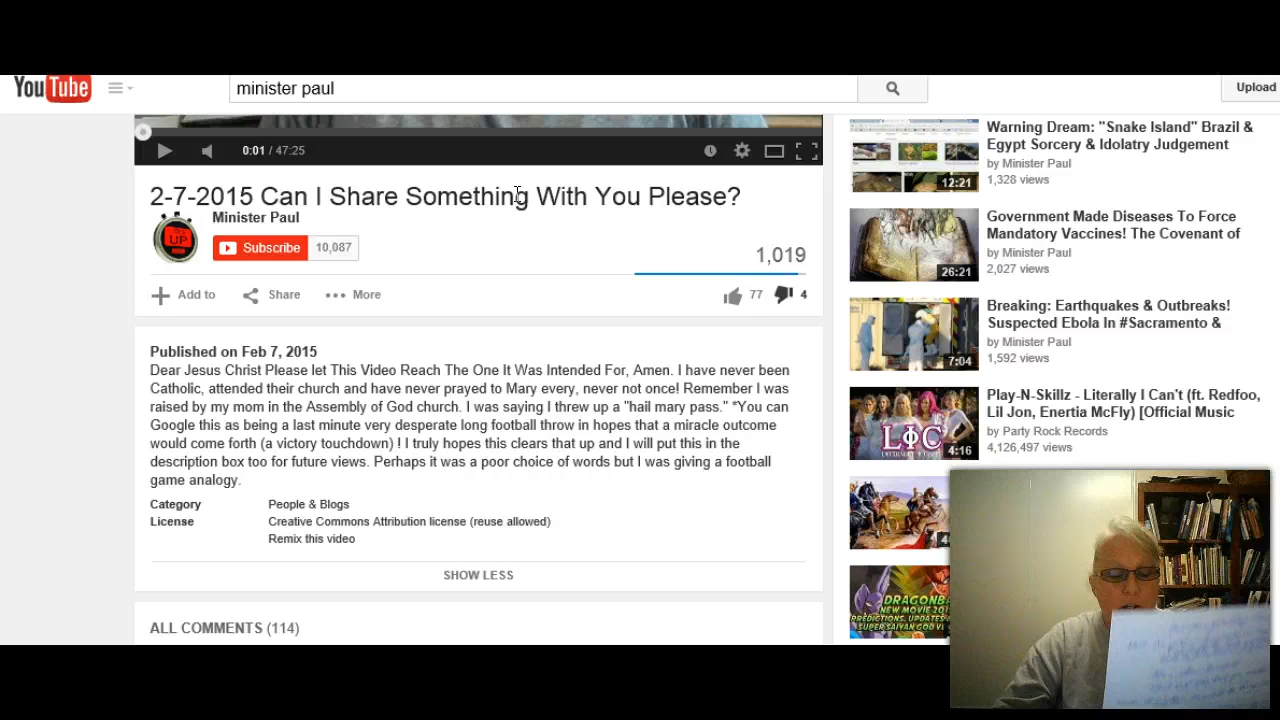 YouTube
minister paul
Upload
0:01 / 47:25
2-7-2015 Can I Share Something With You Please?
UP
Minister Paul
Subscribe 10,087
1,019
Add to Share More 77 4
Published on Feb 7, 2015
Dear Jesus Christ Please let This Video Reach The One It Was Intended For, Amen. I have never been
Catholic, attended their church and have never prayed to Mary every, never not once! Remember I was
raised by my mom in the Assembly of God church. I was saying I threw up a "hail mary pass." *You can
Google this as being a last minute very desperate long football throw in hopes that a miracle outcome
would come forth (a victory touchdown) ! I truly hopes this clears that up and I will put this in the
description box too for future views. Perhaps it was a poor choice of words but I was giving a football
game analogy.
Category People & Blogs
License Creative Commons Attribution license (reuse allowed)
Remix this video
SHOW LESS
ALL COMMENTS (114)
12:21
Warning Dream: "Snake Island" Brazil &
Egypt Sorcery & Idolatry Judgement
by Minister Paul
1,328 views
26:21
Government Made Diseases To Force
Mandatory Vaccines! The Covenant of
by Minister Paul
2,027 views
7:04
Breaking: Earthquakes & Outbreaks!
Suspected Ebola In #Sacramento &
by Minister Paul
1,592 views
LIC
4:16
Play-N-Skillz - Literally I Can't (ft. Redfoo,
Lil Jon, Enertia McFly) [Official Music
by Party Rock Records
4,126,497 views
DRAGONBA
NEW MOVIE 20
PREDICTIONS, UPDATES
SUPER SAIYAN GOD